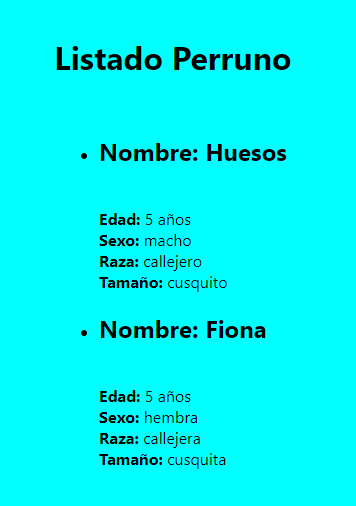 Listado Perruno
Nombre: Huesos
Edad: 5 años
Sexo: macho
Raza: callejero
Tamaño: cusquito
Nombre: Fiona
Edad: 5 años
Sexo: hembra
Raza: callejera
Tamaño: cusquita